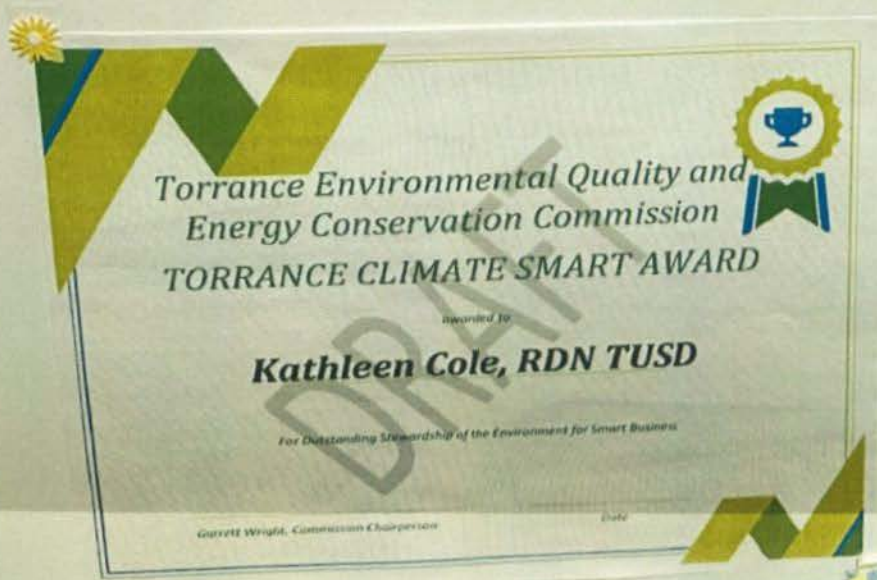 Torrance Environmental Quality and
Energy Conservation Commission
TORRANCE CLIMATE SMART AWARD
awarded to
Kathleen Cole, RDN TUSD
For Outstanding Stewardship of the Environment for Smart Business
Garrett Wright, Commission Chairperson
Date
DRAFT